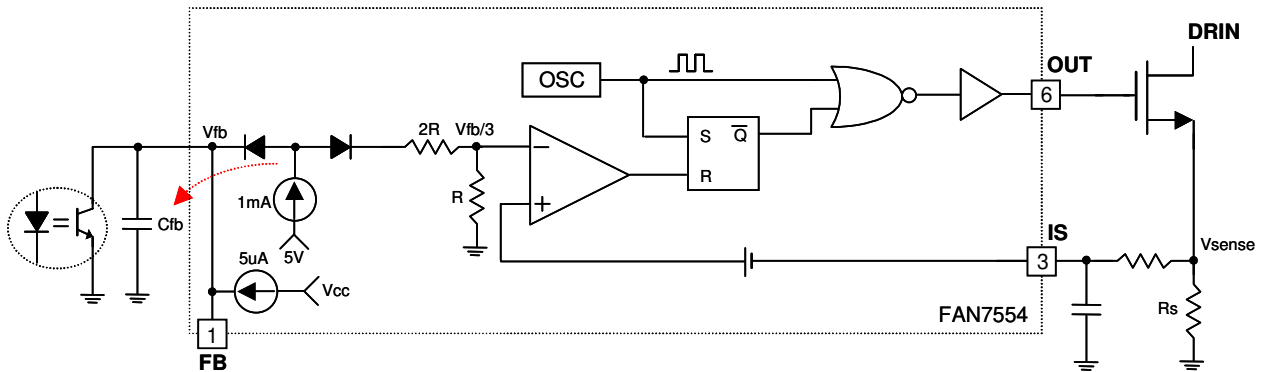 DRIN
OUT
OSC
6
2R
Vfb
Vfb/3
S
Q̅
R
R
1mA
Cfb
5V
IS
Vsense
5uA
3
Vcc
Rs
FAN7554
1
FB